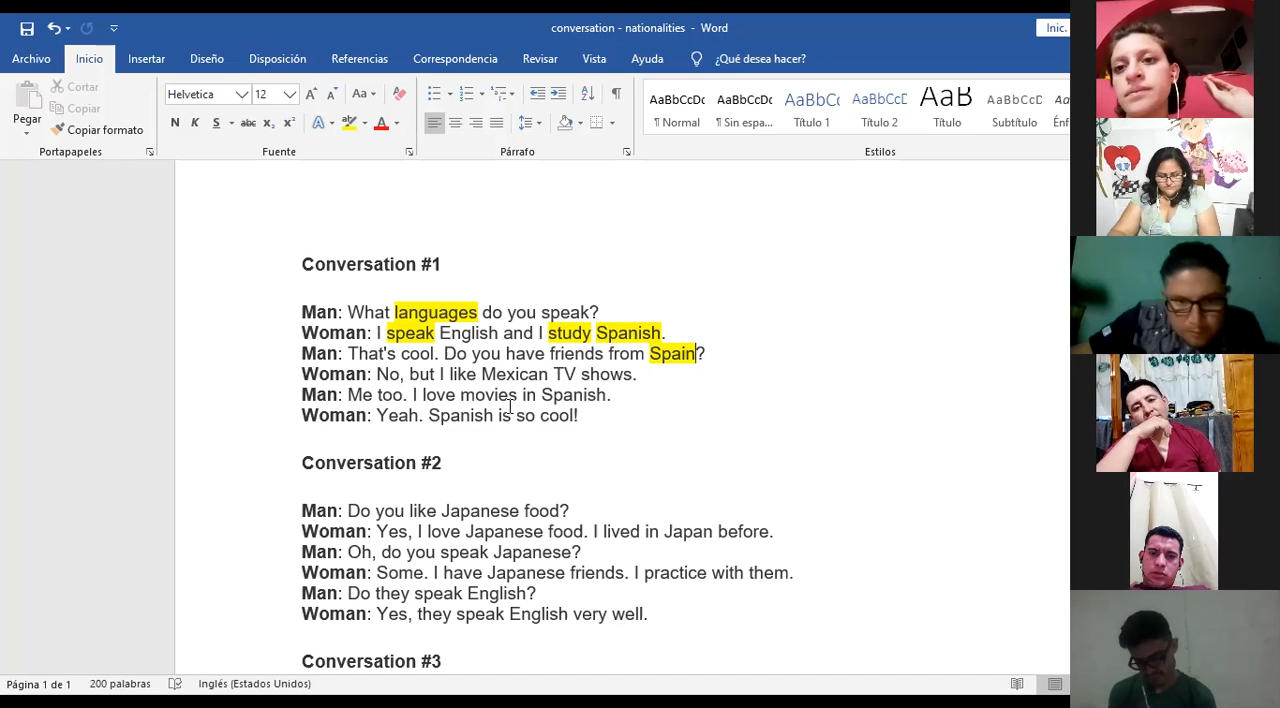 conversation - nationalities - Word
Inic.
Archivo Inicio Insertar Diseño Disposición Referencias Correspondencia Revisar Vista Ayuda ¿Qué desea hacer?
Pegar
Cortar
Copiar
Copiar formato
Portapapeles
Helvetica 12
N K S abc x₂ x²
Fuente
Párrafo
AaBbCcDc AaBbCcDc AaBbCc AaBbCcD AaB AaBbCcD
¶ Normal ¶ Sin espa... Título 1 Título 2 Título Subtítulo Énf
Estilos
Conversation #1
Man: What languages do you speak?
Woman: I speak English and I study Spanish.
Man: That's cool. Do you have friends from Spain?
Woman: No, but I like Mexican TV shows.
Man: Me too. I love movies in Spanish.
Woman: Yeah. Spanish is so cool!
Conversation #2
Man: Do you like Japanese food?
Woman: Yes, I love Japanese food. I lived in Japan before.
Man: Oh, do you speak Japanese?
Woman: Some. I have Japanese friends. I practice with them.
Man: Do they speak English?
Woman: Yes, they speak English very well.
Conversation #3
Página 1 de 1 200 palabras Inglés (Estados Unidos)